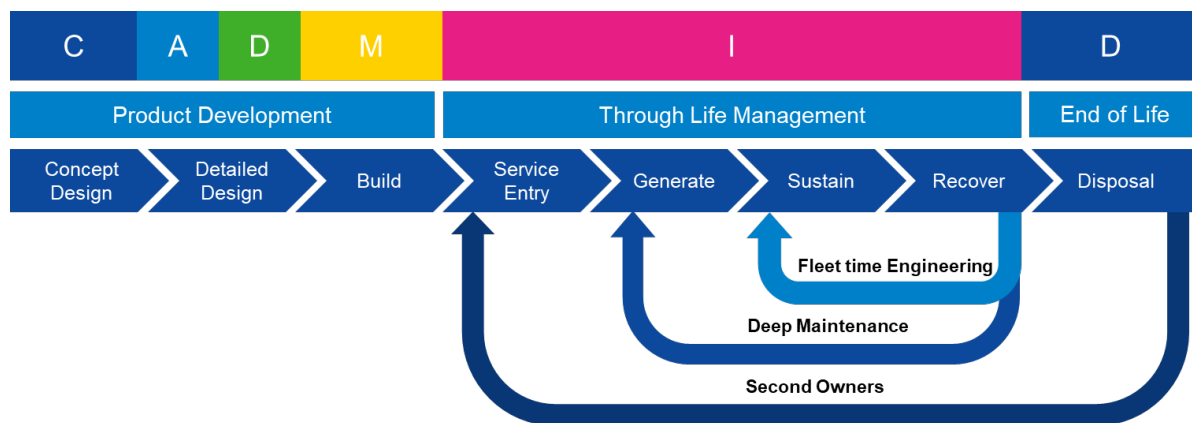 C A D M I D
Product Development Through Life Management End of Life
Concept
Design
Detailed
Design
Build
Service
Entry
Generate
Sustain
Recover
Disposal
Fleet time Engineering
Deep Maintenance
Second Owners